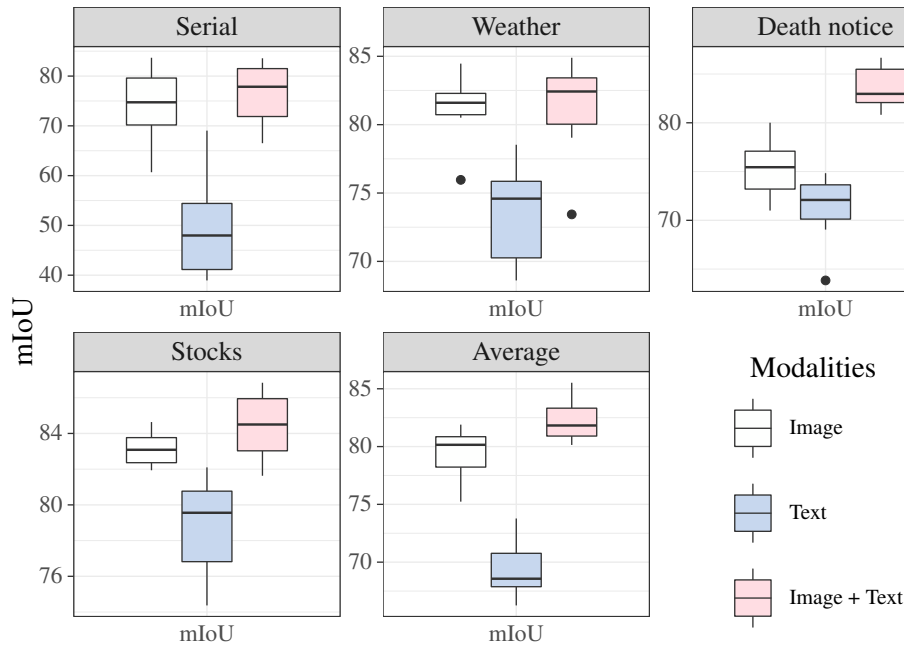 Serial
Weather
Death notice
80
70
60
50
40
85
80
75
70
80
70
mIoU
mIoU
mIoU
mIoU
Stocks
Average
Modalities
84
80
76
85
80
75
70
Image
Text
Image + Text
mIoU
mIoU